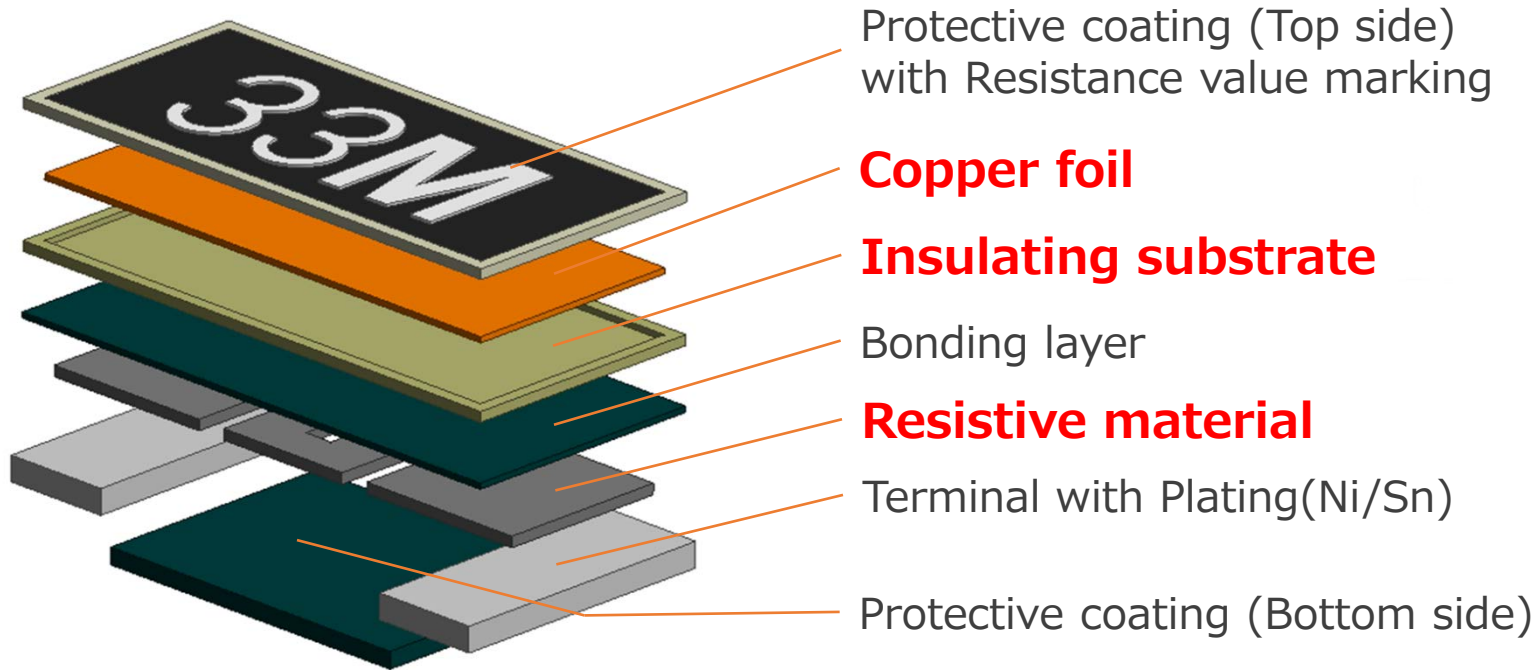 33M
Protective coating (Top side)
with Resistance value marking
Copper foil
Insulating substrate
Bonding layer
Resistive material
Terminal with Plating(Ni/Sn)
Protective coating (Bottom side)